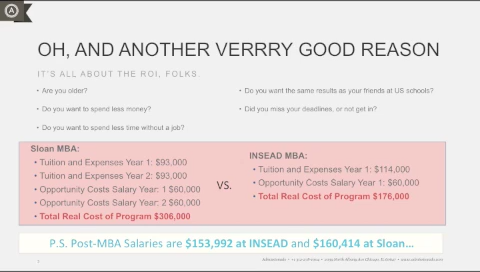 A
OH, AND ANOTHER VERRRY GOOD REASON
IT'S ALL ABOUT THE ROI, FOLKS.
• Are you older?
• Do you want to spend less money?
• Do you want to spend less time without a job?
• Do you want the same results as your friends at US schools?
• Did you miss your deadlines, or not get in?
Sloan MBA:
• Tuition and Expenses Year 1: $93,000
• Tuition and Expenses Year 2: $93,000
• Opportunity Costs Salary Year: 1 $60,000
• Opportunity Costs Salary Year: 2 $60,000
• Total Real Cost of Program $306,000
VS.
INSEAD MBA:
• Tuition and Expenses Year 1: $114,000
• Opportunity Costs Salary Year 1: $60,000
• Total Real Cost of Program $176,000
P.S. Post-MBA Salaries are $153,992 at INSEAD and $160,414 at Sloan…